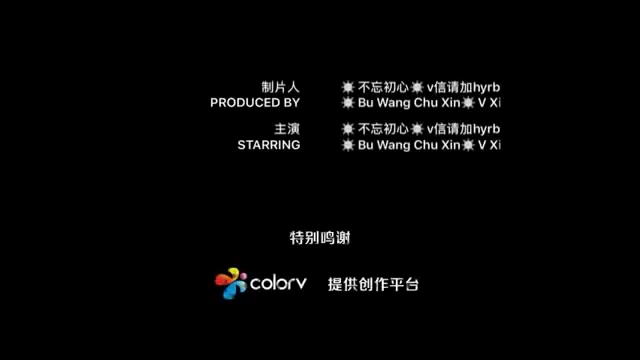 制片人 ✹不忘初心✹ v信请加hyrb
PRODUCED BY ✹Bu Wang Chu Xin✹ V Xi
主演 ✹不忘初心✹ v信请加hyrb
STARRING ✹Bu Wang Chu Xin✹ V Xi
特别鸣谢
colorv 提供创作平台